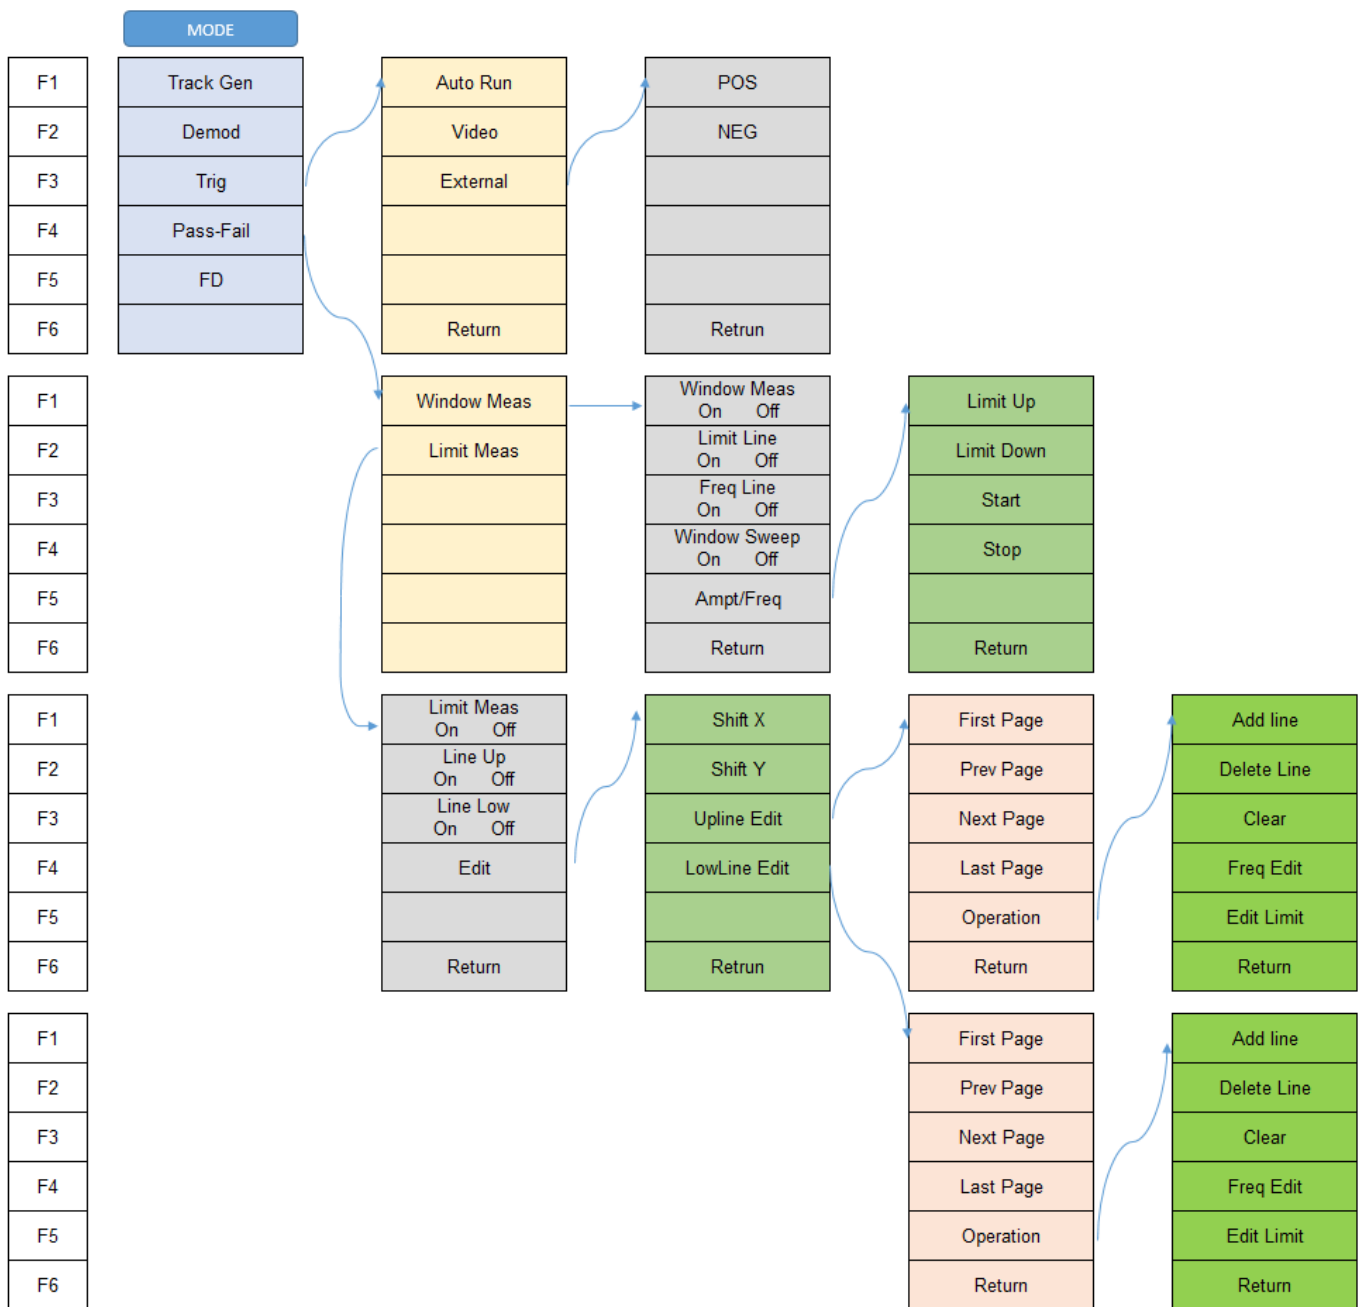 MODE
F1 Track Gen Auto Run POS
F2 Demod Video NEG
F3 Trig External
F4 Pass-Fail
F5 FD
F6 Return Retrun
F1 Window Meas Window Meas Limit Up
On Off
F2 Limit Meas Limit Line Limit Down
On Off
F3 Freq Line Start
On Off
F4 Window Sweep Stop
On Off
F5 Ampt/Freq
F6 Return Return
F1 Limit Meas Shift X First Page Add line
On Off
F2 Line Up Shift Y Prev Page Delete Line
On Off
F3 Line Low Upline Edit Next Page Clear
On Off
F4 Edit LowLine Edit Last Page Freq Edit
F5 Operation Edit Limit
F6 Return Retrun Return Return
F1 First Page Add line
F2 Prev Page Delete Line
F3 Next Page Clear
F4 Last Page Freq Edit
F5 Operation Edit Limit
F6 Return Return